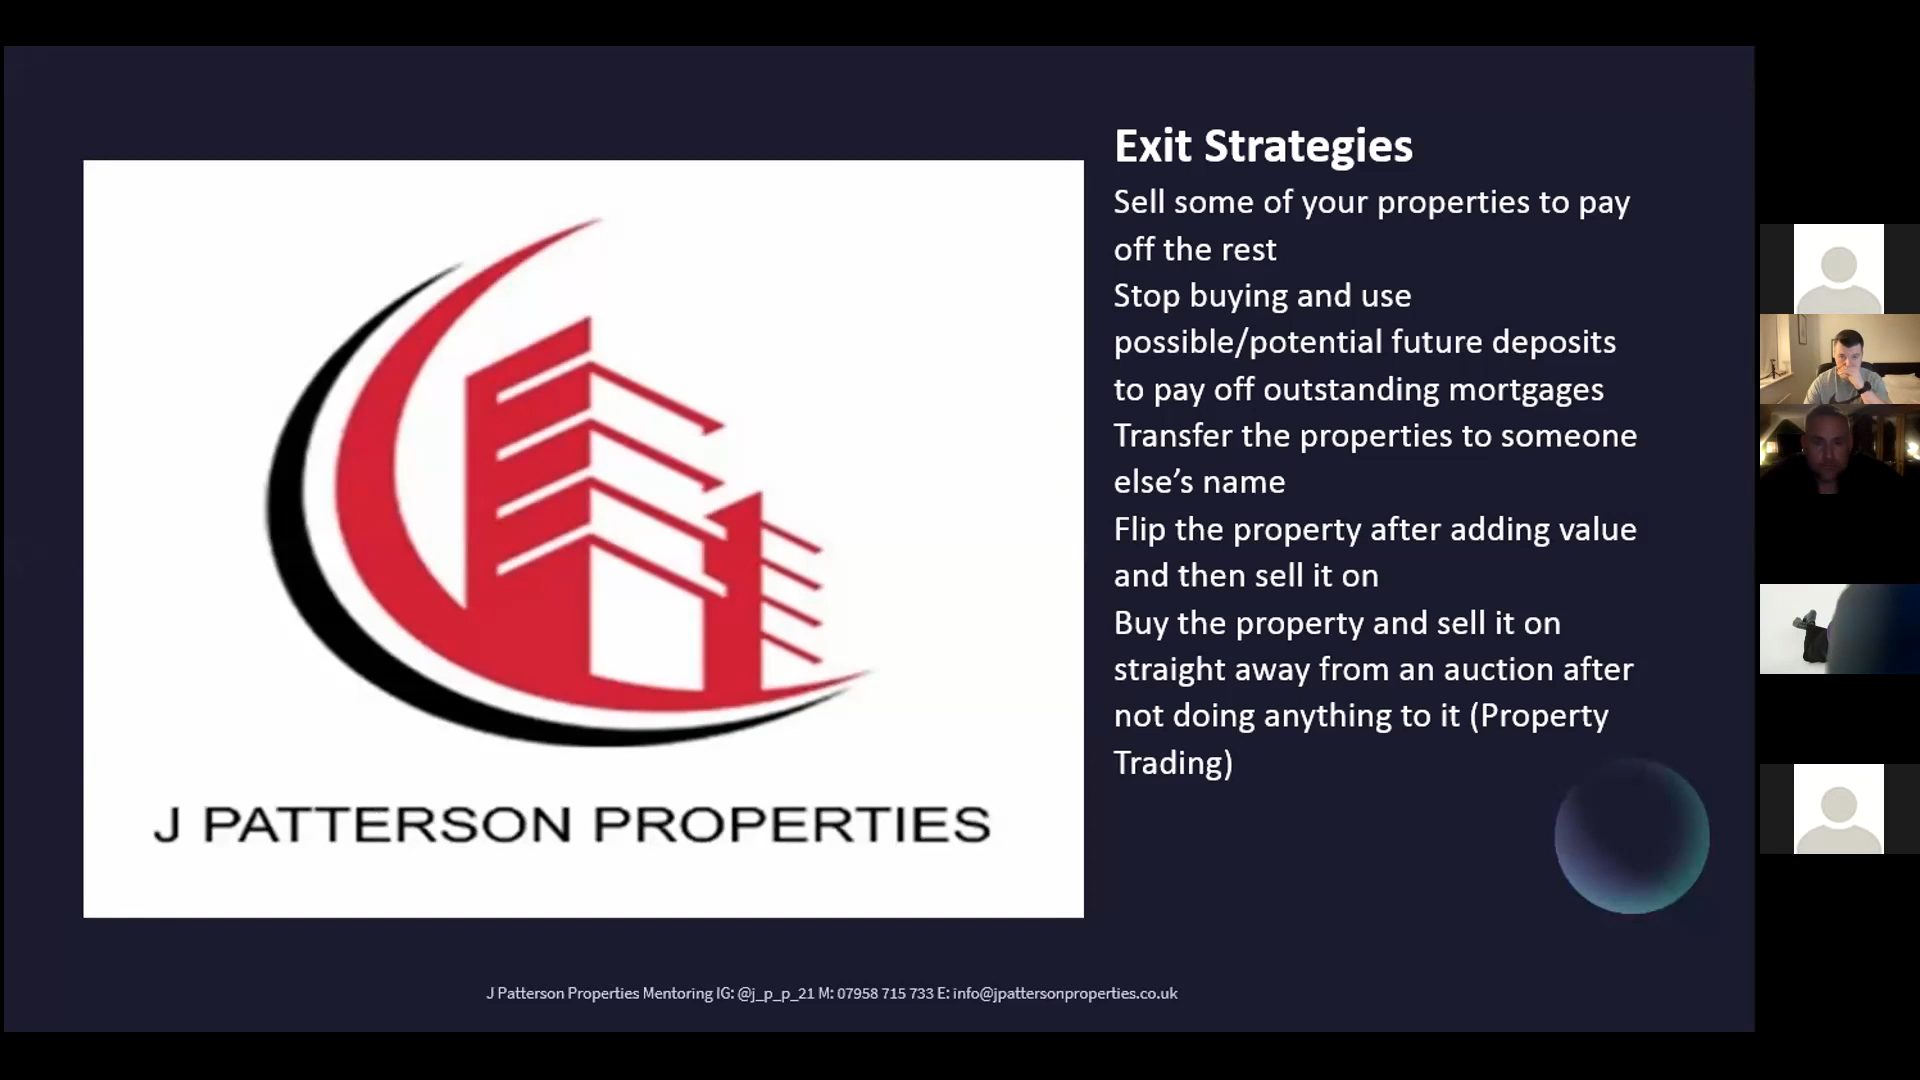 Exit Strategies
Sell some of your properties to pay
off the rest
Stop buying and use
possible/potential future deposits
to pay off outstanding mortgages
Transfer the properties to someone
else’s name
Flip the property after adding value
and then sell it on
Buy the property and sell it on
straight away from an auction after
not doing anything to it (Property
Trading)
J PATTERSON PROPERTIES
J Patterson Properties Mentoring IG: @j_p_p_21 M: 07958 715 733 E: info@jpattersonproperties.co.uk